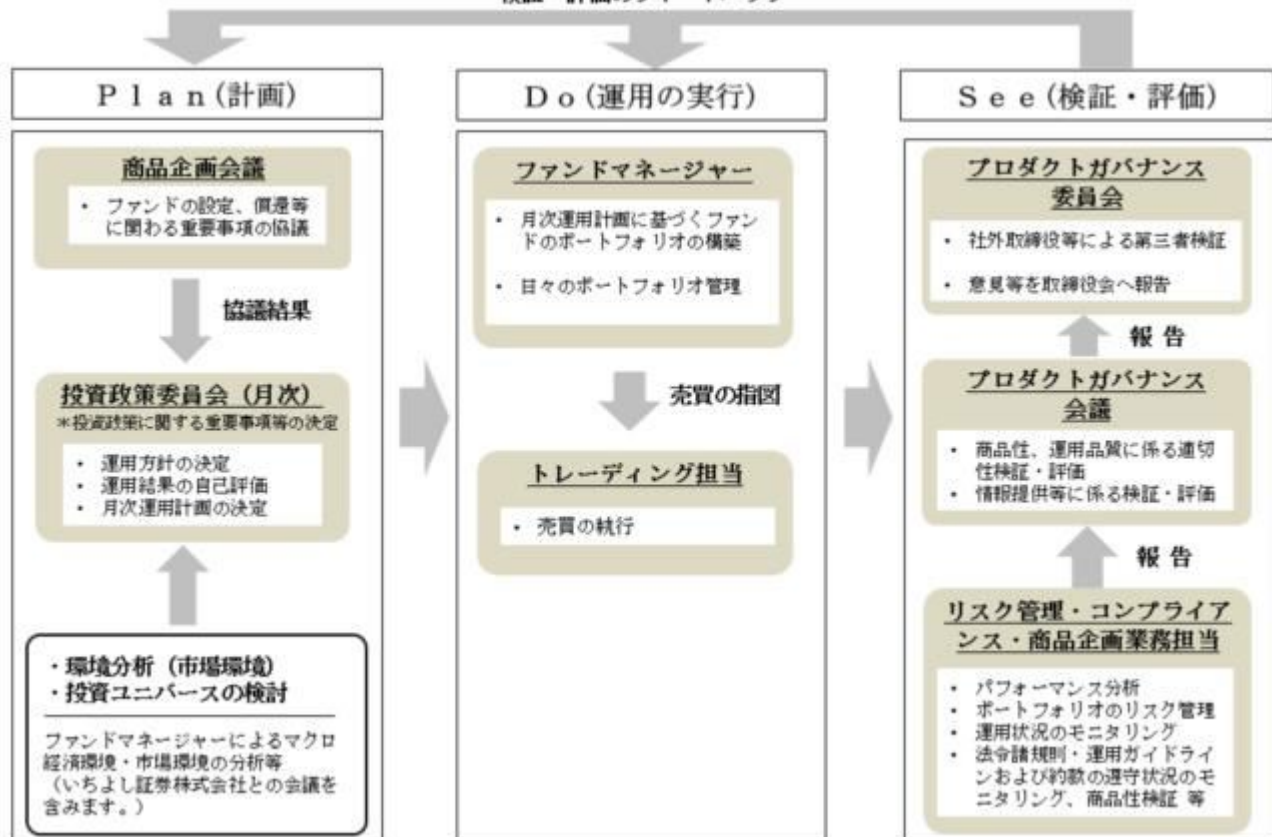 Plan(計画)
商品企画会議
・ ファンドの設定、償還等
に関わる重要事項の協議
協議結果
投資政策委員会(月次)
*投資政策に関する重要事項等の決定
・ 運用方針の決定
・ 運用結果の自己評価
・ 月次運用計画の決定
・環境分析(市場環境)
・投資ユニバースの検討
ファンドマネージャーによるマクロ
経済環境・市場環境の分析等
(いちよし証券株式会社との会議を
含みます。)
Do(運用の実行)
ファンドマネージャー
・ 月次運用計画に基づくファン
ドのポートフォリオの構築
・ 日々のポートフォリオ管理
売買の指図
トレーディング担当
・ 売買の執行
See(検証・評価)
プロダクトガバナンス
委員会
・ 社外取締役等による第三者検証
・ 意見等を取締役会へ報告
報 告
プロダクトガバナンス
会議
・ 商品性、運用品質に係る適切
性検証・評価
・ 情報提供等に係る検証・評価
報 告
リスク管理・コンプライア
ンス・商品企画業務担当
・ パフォーマンス分析
・ ポートフォリオのリスク管理
・ 運用状況のモニタリング
・ 法令諸規則・運用ガイドライ
ンおよび約款の遵守状況のモ
ニタリング、商品性検証 等